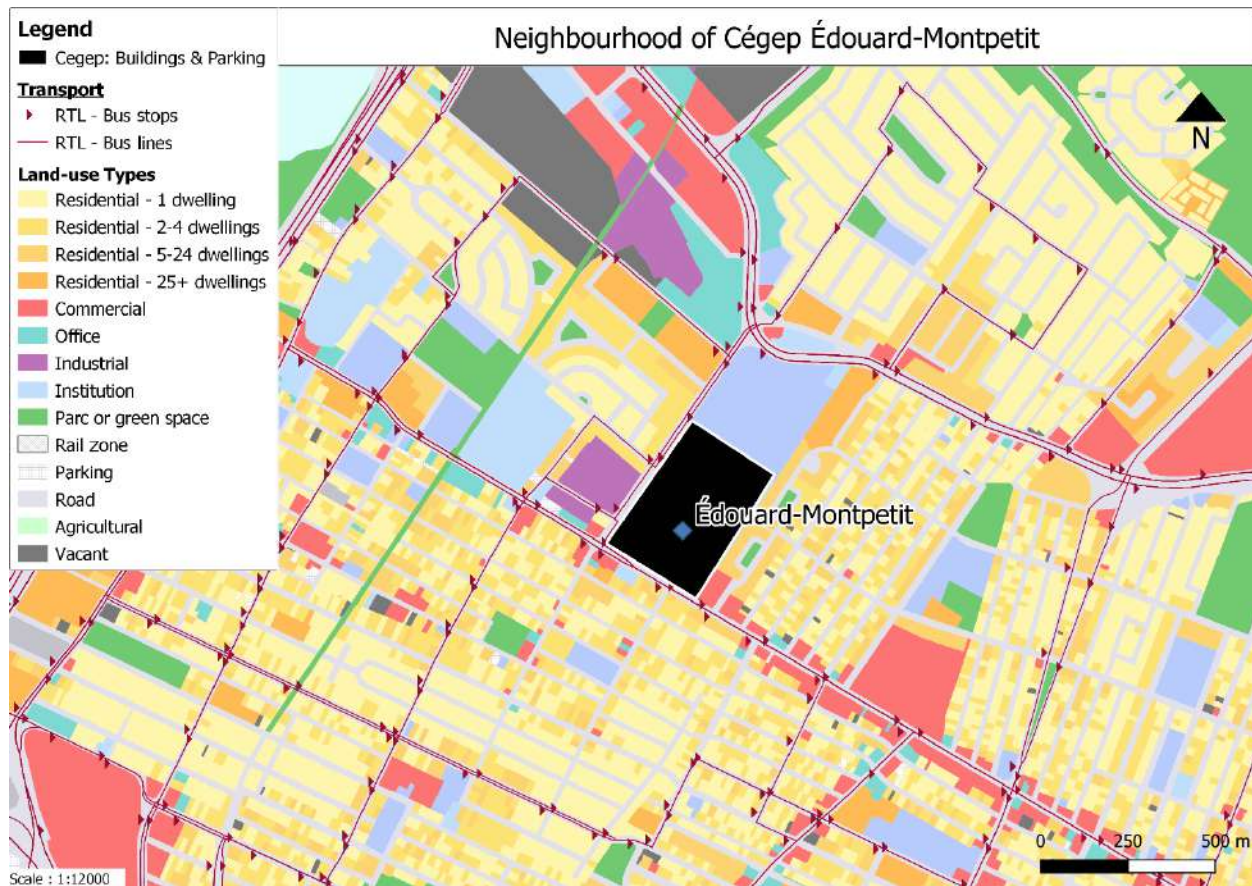 Legend
Cegep: Buildings & Parking
Transport
RTL - Bus stops
RTL - Bus lines
Land-use Types
Residential - 1 dwelling
Residential - 2-4 dwellings
Residential - 5-24 dwellings
Residential - 25+ dwellings
Commercial
Office
Industrial
Institution
Parc or green space
Rail zone
Parking
Road
Agricultural
Vacant
Neighbourhood of Cégep Édouard-Montpetit
N
Édouard-Montpetit
0 250 500 m
Scale : 1:12000